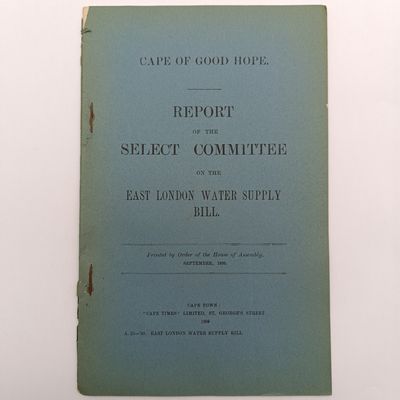 CAPE OF GOOD HOPE.
REPORT
OF THE
SELECT COMMITTEE
ON THE
EAST LONDON WATER SUPPLY
BILL.
Printed by Order of the House of Assembly.
SEPTEMBER,
CAPE TOWN:
"CAPE TIMES" LIMITED, ST. GEORGE'S STREET
EAST LONDON WATER SUPPLY BILL